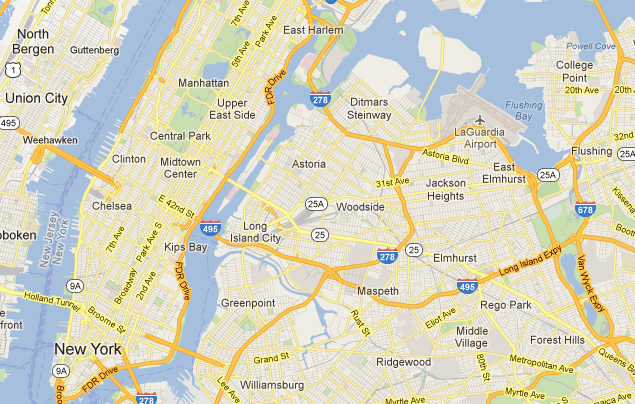 North
Bergen
Tonn
Guttenberg
1
Union City
495
Weehawken
7th Ave
5th Ave
Park Ave
East Harlem
Manhattan
Upper
East Side
FDR Drive
278
Ditmars
Steinway
Powell Cove
College
Point
20th Ave
20th
Flushing
Bay
LaGuardia
Airport
32nd
Central Park
Clinton
Midtown
Center
Astoria
Astoria Blvd
Flushing
25A
East
Elmhurst
25A
31st Ave
Jackson
Heights
Chelsea
E 42nd St
25A
Woodside
678
Kissena
Hoboken
New Jersey
New York
7th Ave
Park Ave S
Kips Bay
495
Long
Island City
25
25
278
Elmhurst
Long Island Expy
Van Wyck Expy
9A
Broadway
2nd Ave
FDR Drive
Holland Tunnel
Broome St
Greenpoint
Maspeth
495
Rego Park
Eliot Ave
Rust St
Middle
Village
Forest Hills
New York
9A
FDR Drive
Grand St
Ridgewood
80th St
Metropolitan Ave
Queens B
Lee Ave
Williamsburg
278
Myrtle Ave
Myrtle Ave